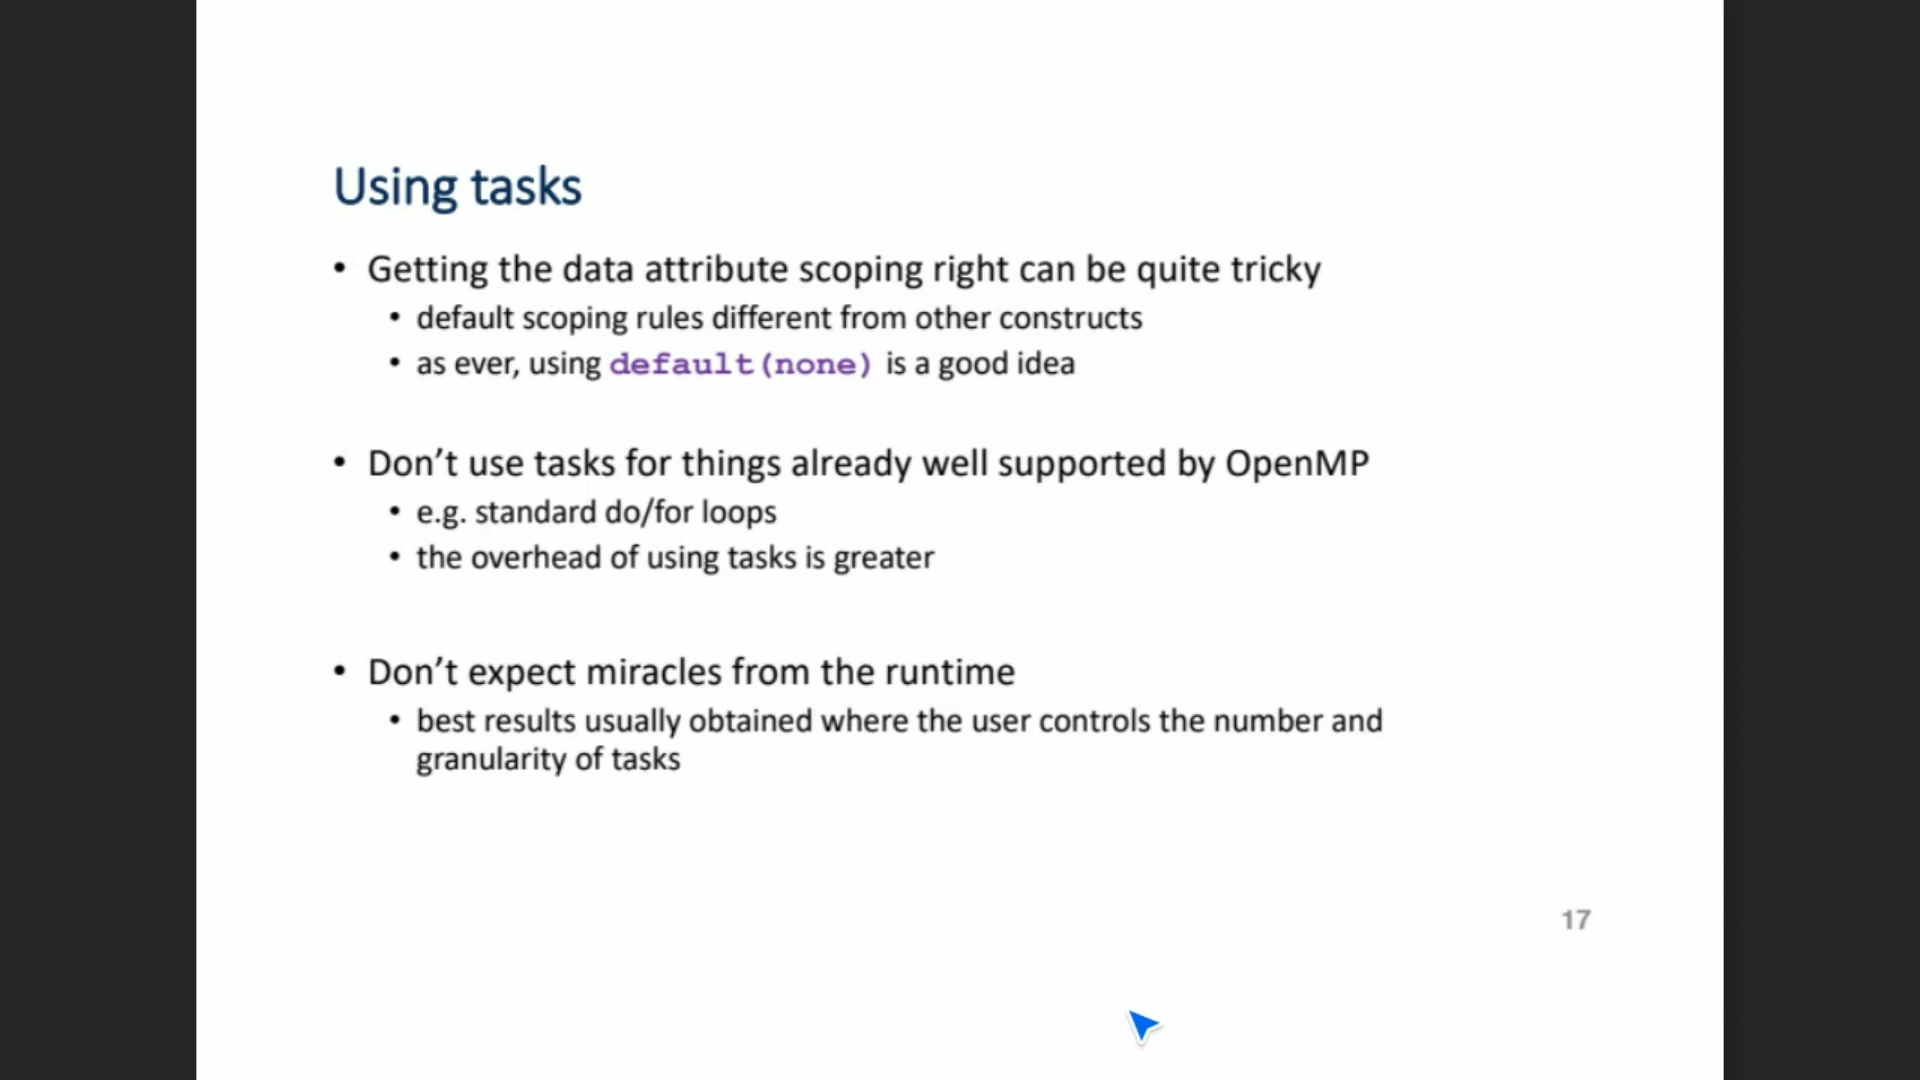 Using tasks
• Getting the data attribute scoping right can be quite tricky
• default scoping rules different from other constructs
• as ever, using default(none) is a good idea
• Don’t use tasks for things already well supported by OpenMP
• e.g. standard do/for loops
• the overhead of using tasks is greater
• Don’t expect miracles from the runtime
• best results usually obtained where the user controls the number and
granularity of tasks
17